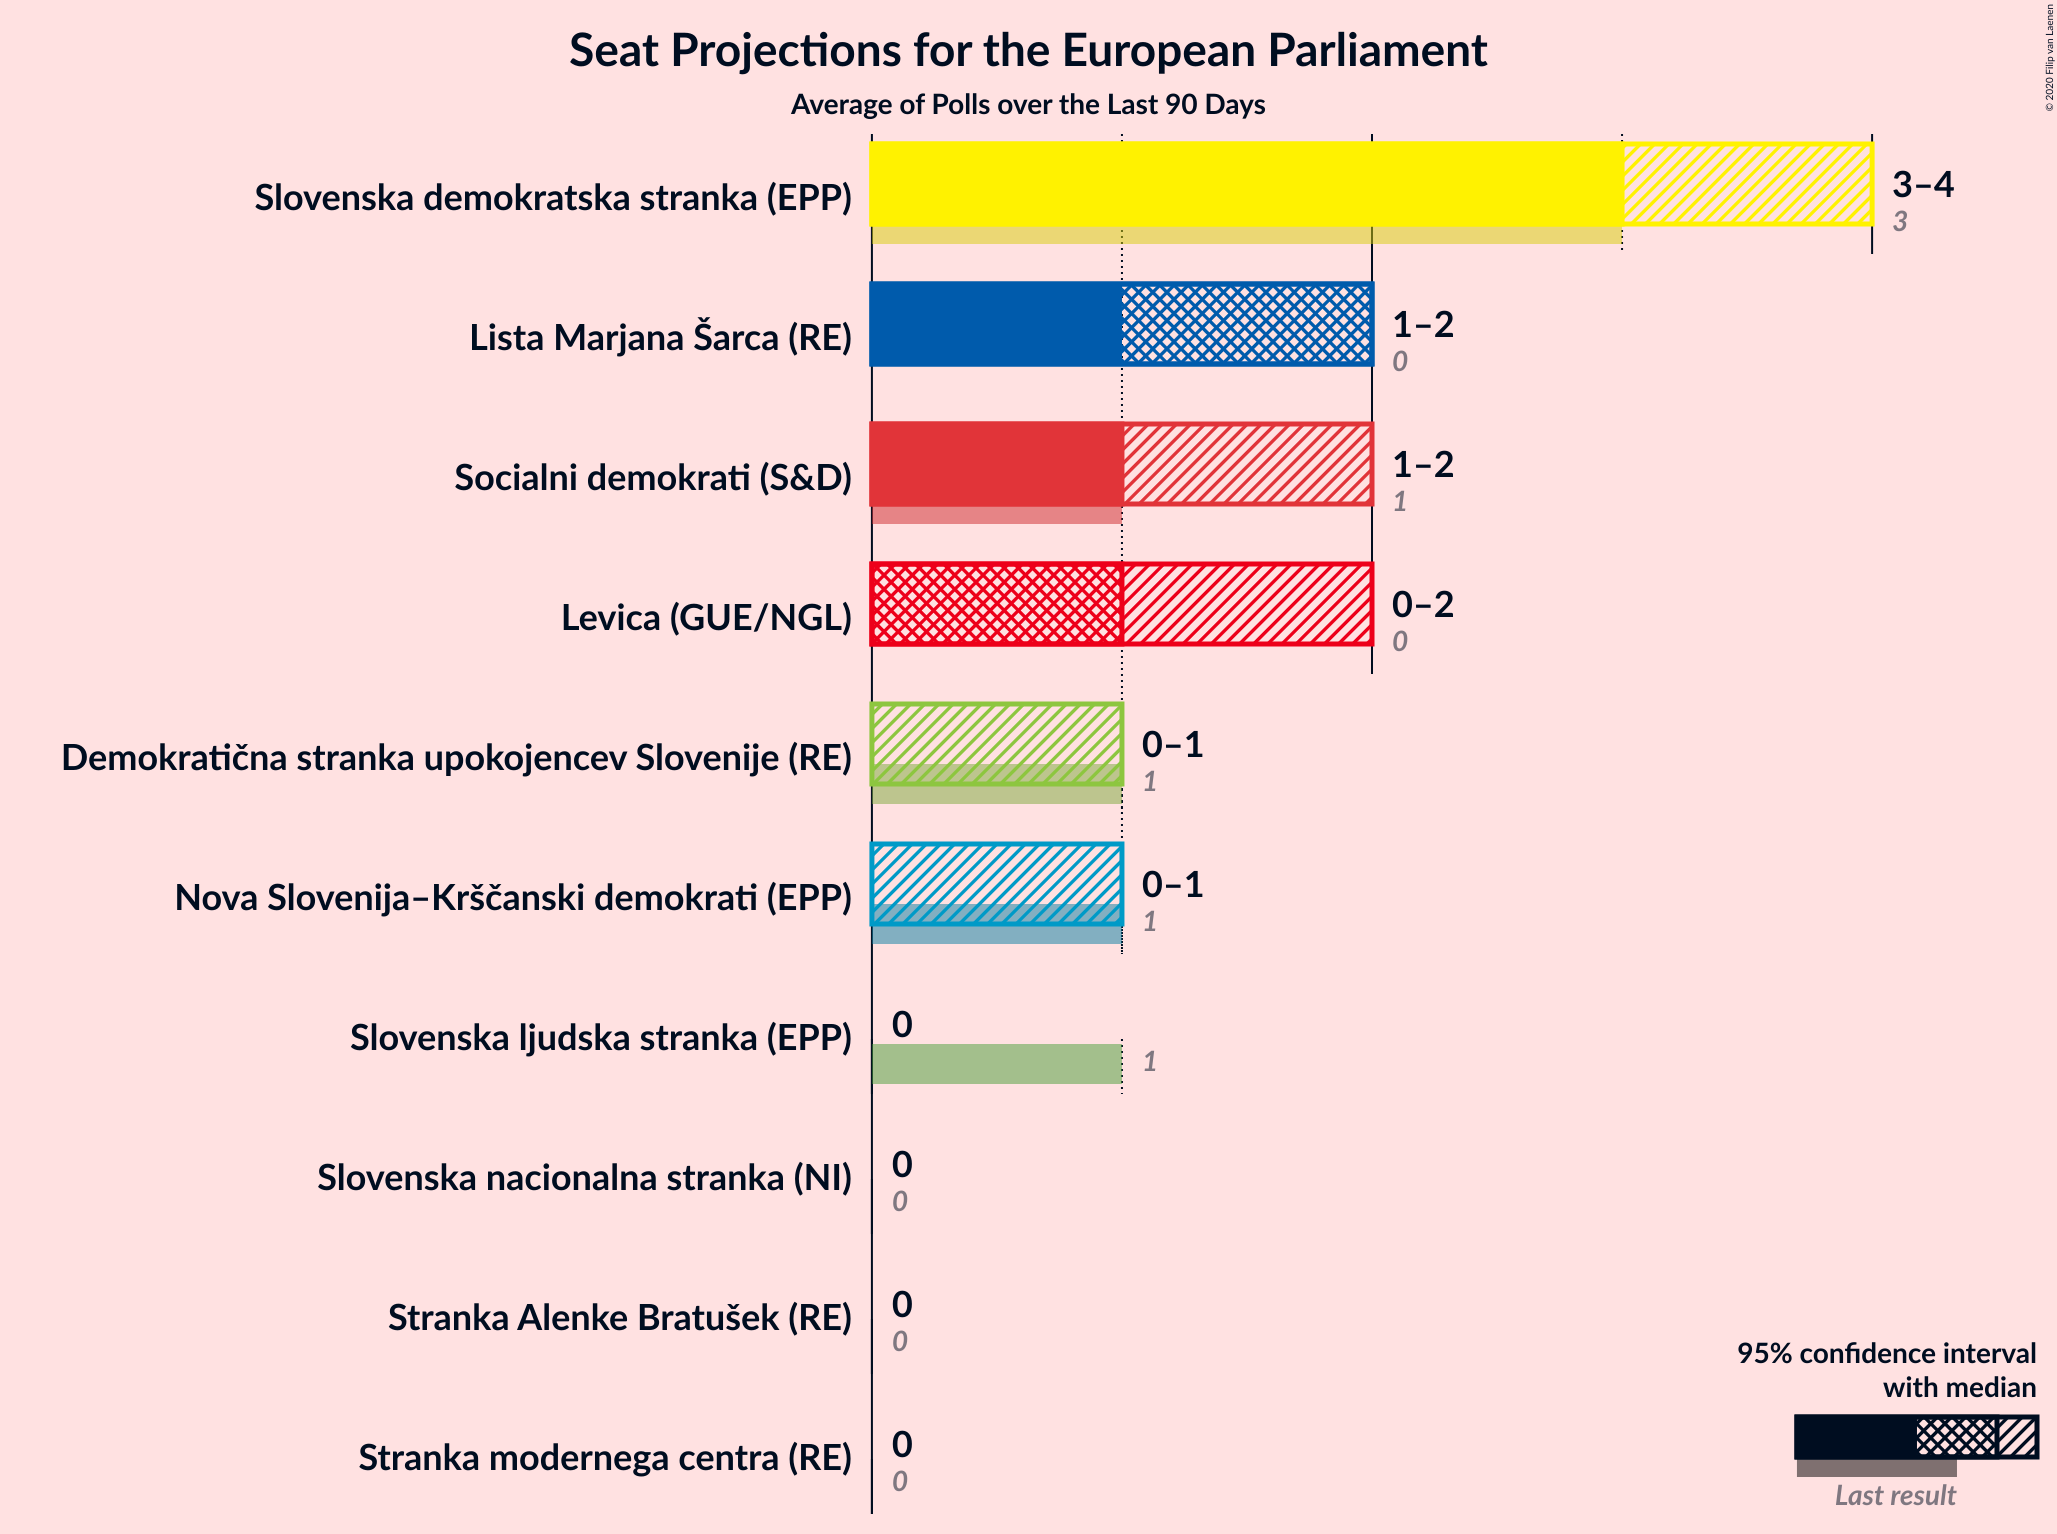 Seat Projections for the European Parliament
Average of Polls over the Last 90 Days
© 2020 Filip van Laenen
Slovenska demokratska stranka (EPP)
3–4
3
Lista Marjana Šarca (RE)
1–2
0
Socialni demokrati (S&D)
1–2
1
Levica (GUE/NGL)
0–2
0
Demokratična stranka upokojencev Slovenije (RE)
0–1
1
Nova Slovenija–Krščanski demokrati (EPP)
0–1
1
Slovenska ljudska stranka (EPP)
0
1
Slovenska nacionalna stranka (NI)
0
0
Stranka Alenke Bratušek (RE)
0
0
Stranka modernega centra (RE)
0
0
95% confidence interval
with median
Last result